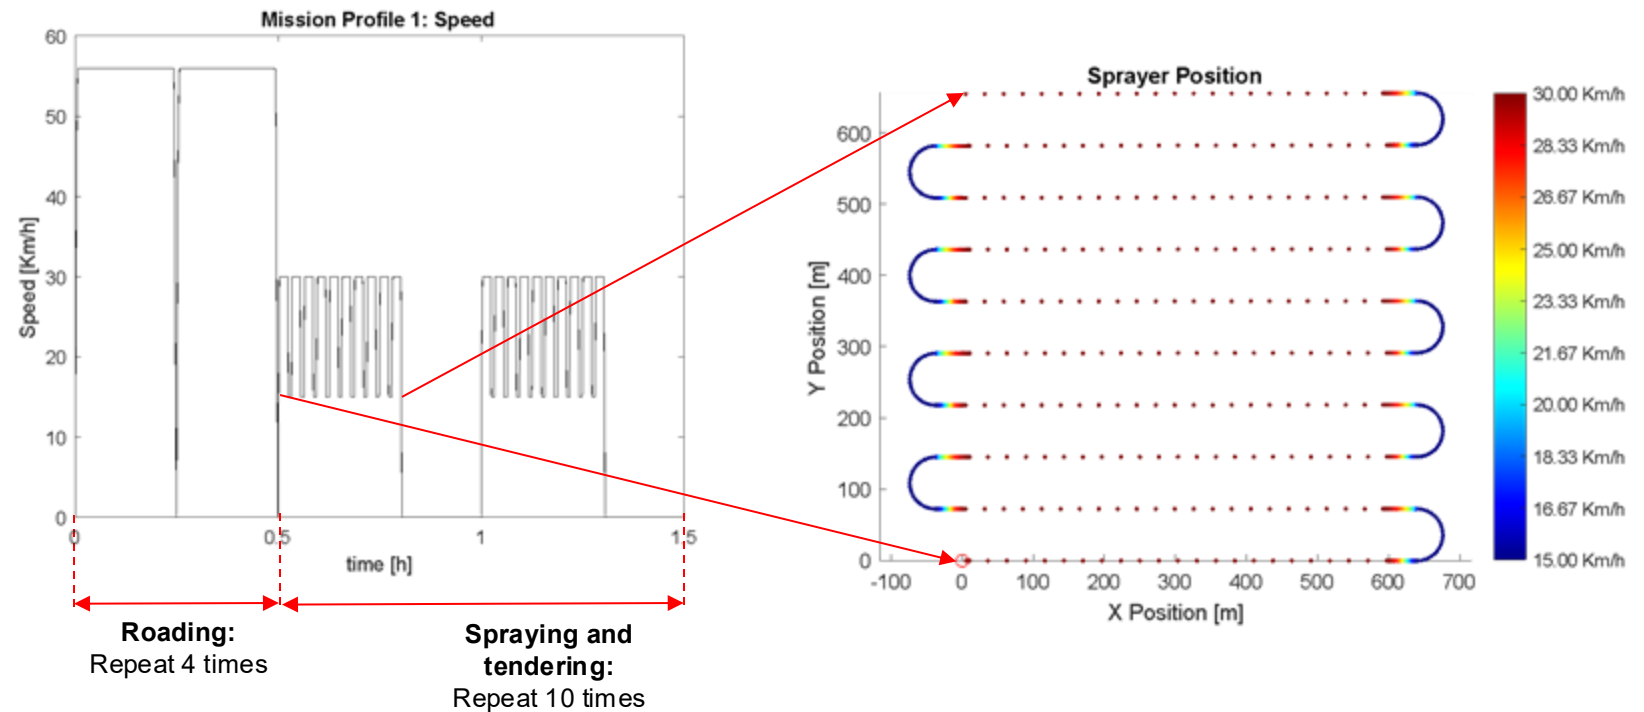 Mission Profile 1: Speed
60
50
40
30
20
10
0
Speed [Km/h]
0
0.5
1
1.5
time [h]
Roading:
Repeat 4 times
Spraying and
tendering:
Repeat 10 times
Sprayer Position
600
500
400
300
200
100
0
Y Position [m]
-100 0 100 200 300 400 500 600 700
X Position [m]
30.00 Km/h
28.33 Km/h
26.67 Km/h
25.00 Km/h
23.33 Km/h
21.67 Km/h
20.00 Km/h
18.33 Km/h
16.67 Km/h
15.00 Km/h